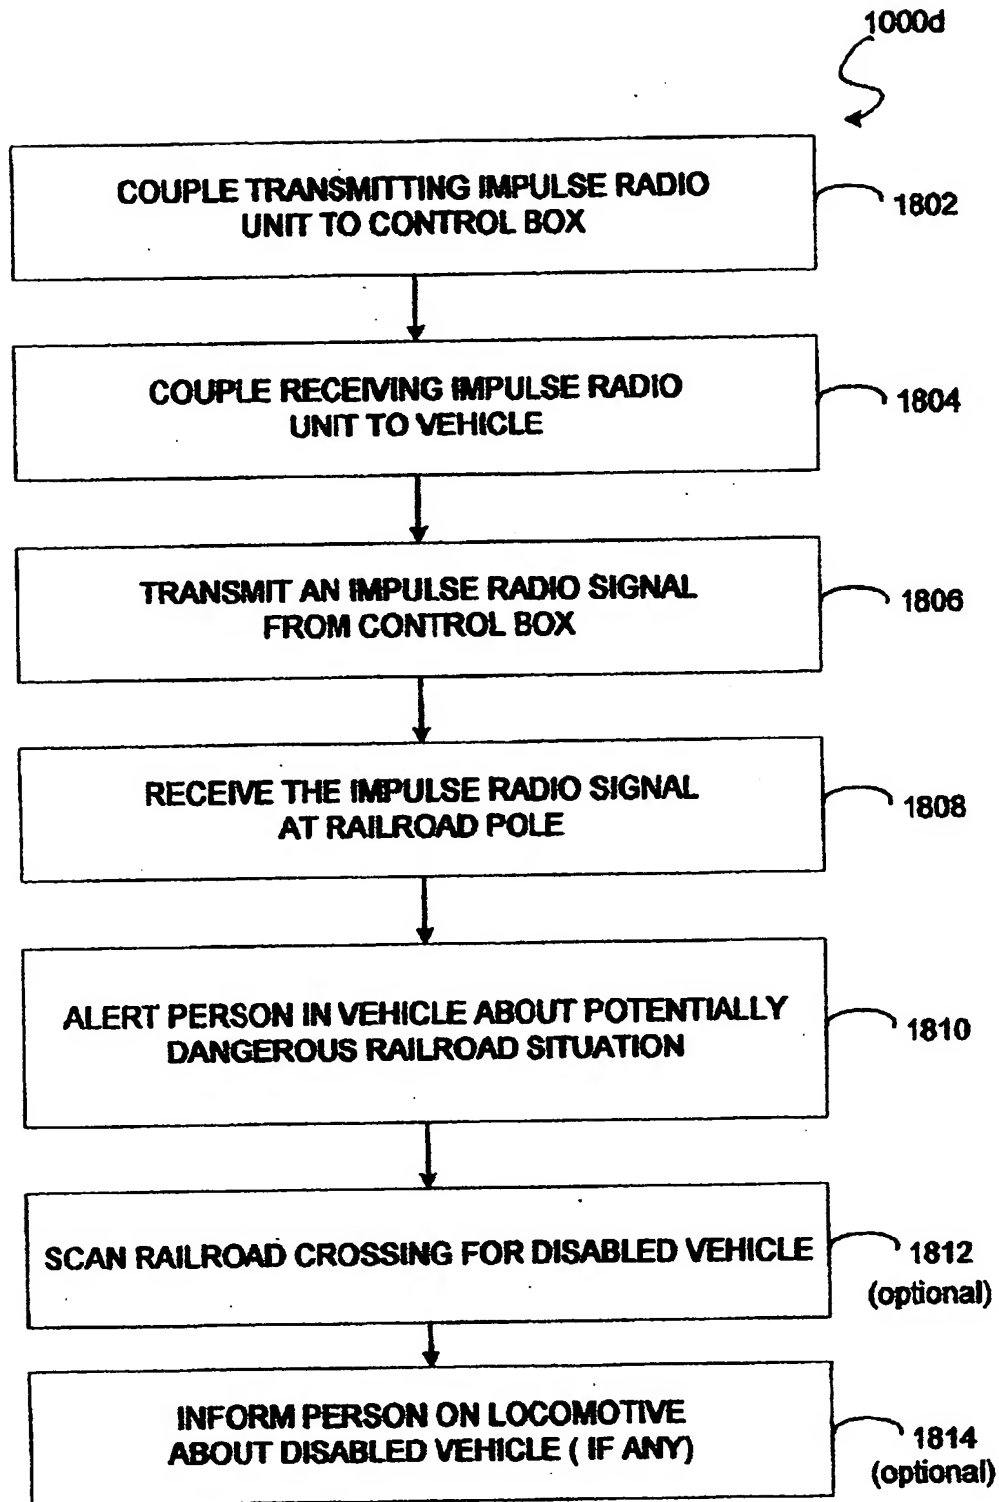 1000d
COUPLE TRANSMITTING IMPULSE RADIO
UNIT TO CONTROL BOX
1802
COUPLE RECEIVING IMPULSE RADIO
UNIT TO VEHICLE
1804
TRANSMIT AN IMPULSE RADIO SIGNAL
FROM CONTROL BOX
1806
RECEIVE THE IMPULSE RADIO SIGNAL
AT RAILROAD POLE
1808
ALERT PERSON IN VEHICLE ABOUT POTENTIALLY
DANGEROUS RAILROAD SITUATION
1810
SCAN RAILROAD CROSSING FOR DISABLED VEHICLE
1812
(optional)
INFORM PERSON ON LOCOMOTIVE
ABOUT DISABLED VEHICLE ( IF ANY)
1814
(optional)